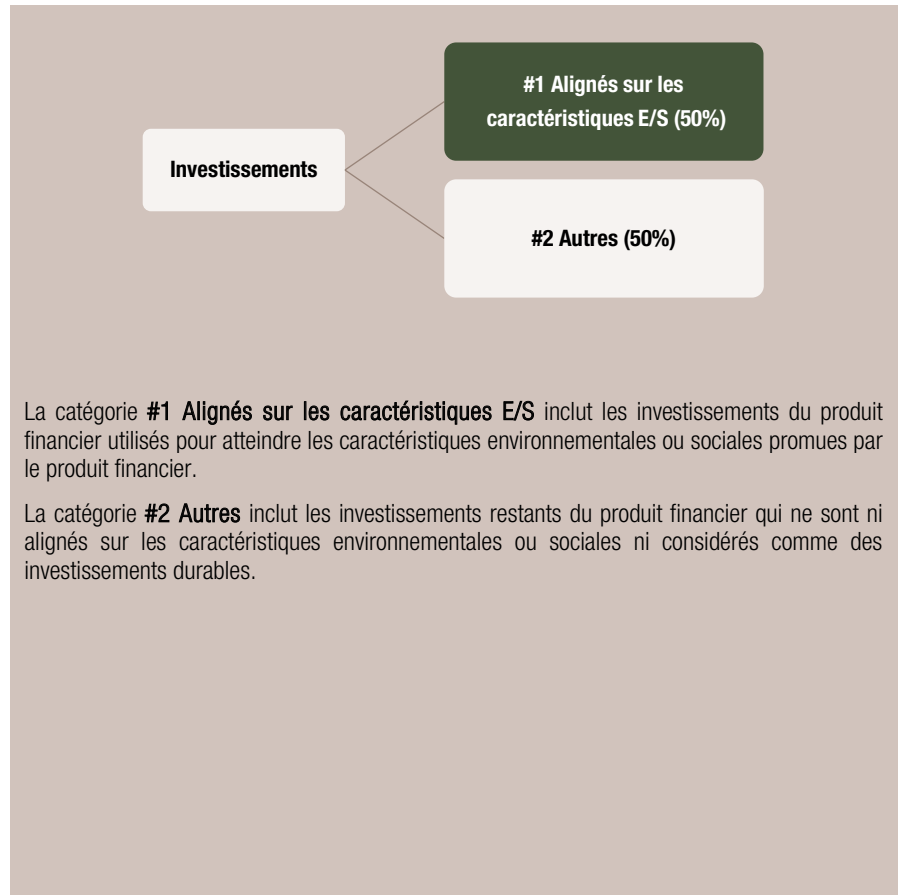 #1 Alignés sur les
caractéristiques E/S (50%)
Investissements
#2 Autres (50%)
La catégorie #1 Alignés sur les caractéristiques E/S inclut les investissements du produit
financier utilisés pour atteindre les caractéristiques environnementales ou sociales promues par
le produit financier.
La catégorie #2 Autres inclut les investissements restants du produit financier qui ne sont ni
alignés sur les caractéristiques environnementales ou sociales ni considérés comme des
investissements durables.